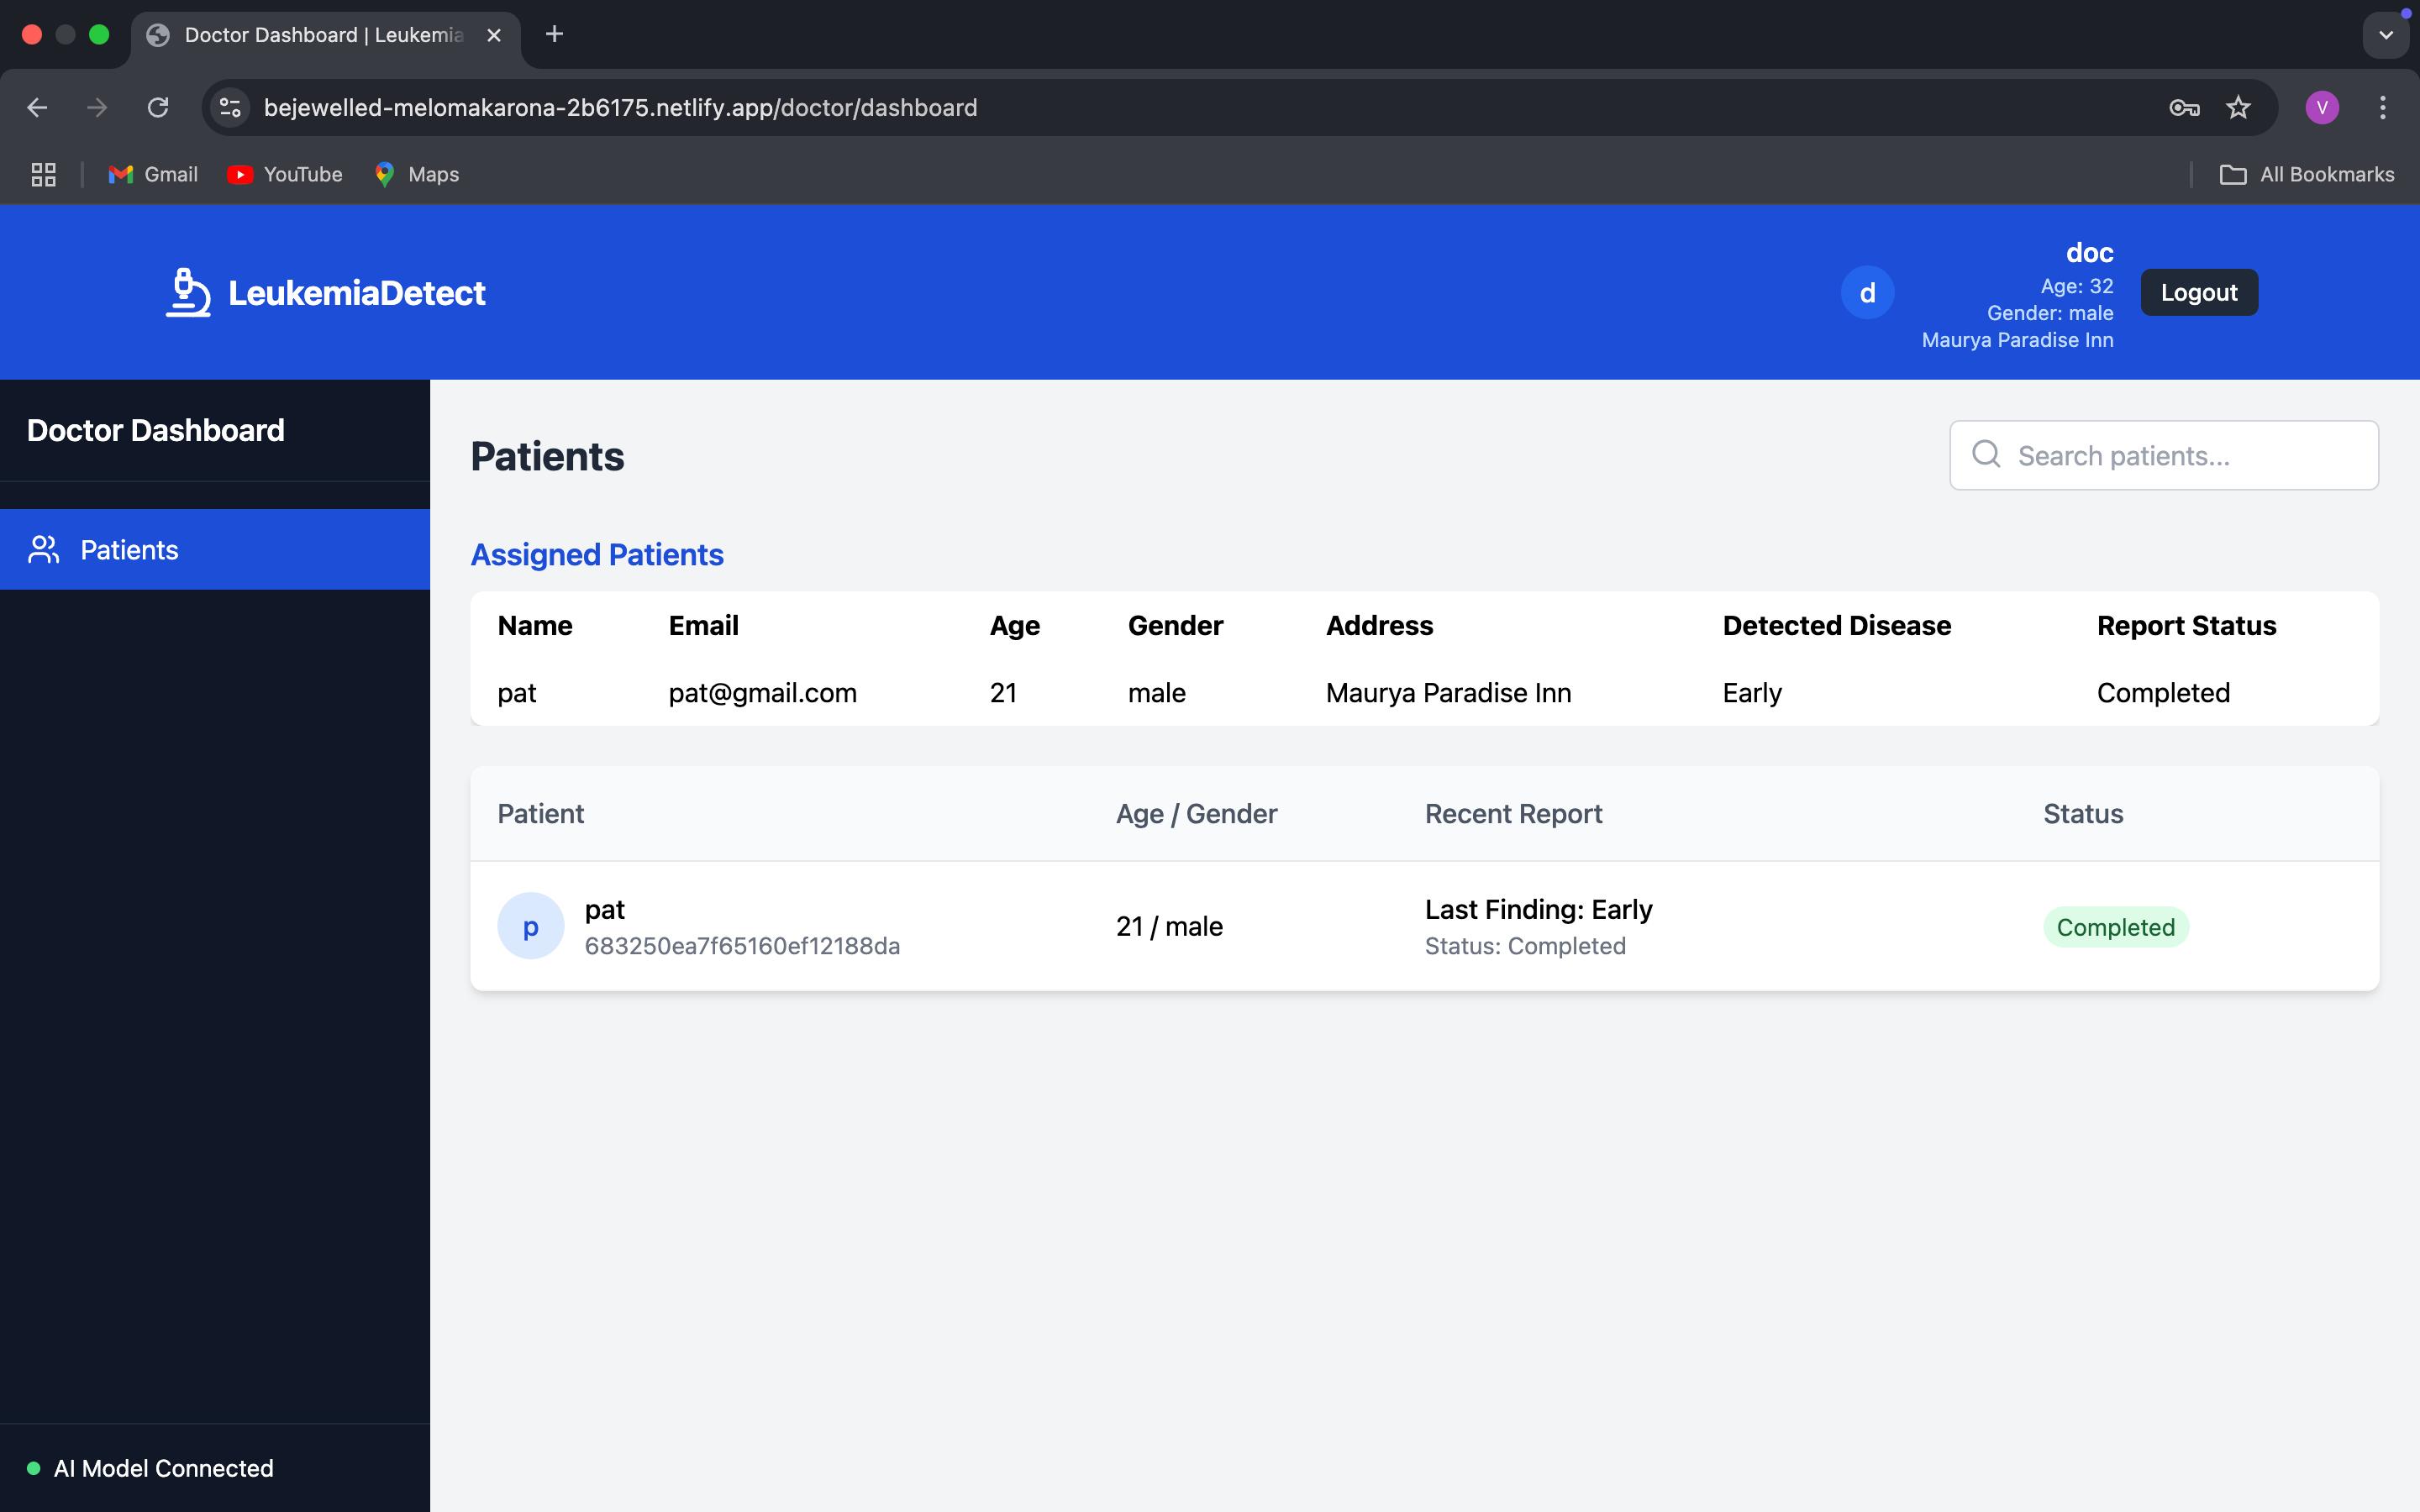 Doctor Dashboard | Leukemia
bejewelled-melomakarona-2b6175.netlify.app/doctor/dashboard
V
Gmail YouTube Maps All Bookmarks
LeukemiaDetect
d
doc
Age: 32
Gender: male
Maurya Paradise Inn
Logout
Doctor Dashboard
Patients
AI Model Connected
Patients
Search patients...
Assigned Patients
Name Email Age Gender Address Detected Disease Report Status
pat pat@gmail.com 21 male Maurya Paradise Inn Early Completed
Patient Age / Gender Recent Report Status
p
pat
683250ea7f65160ef12188da
21 / male
Last Finding: Early
Status: Completed
Completed